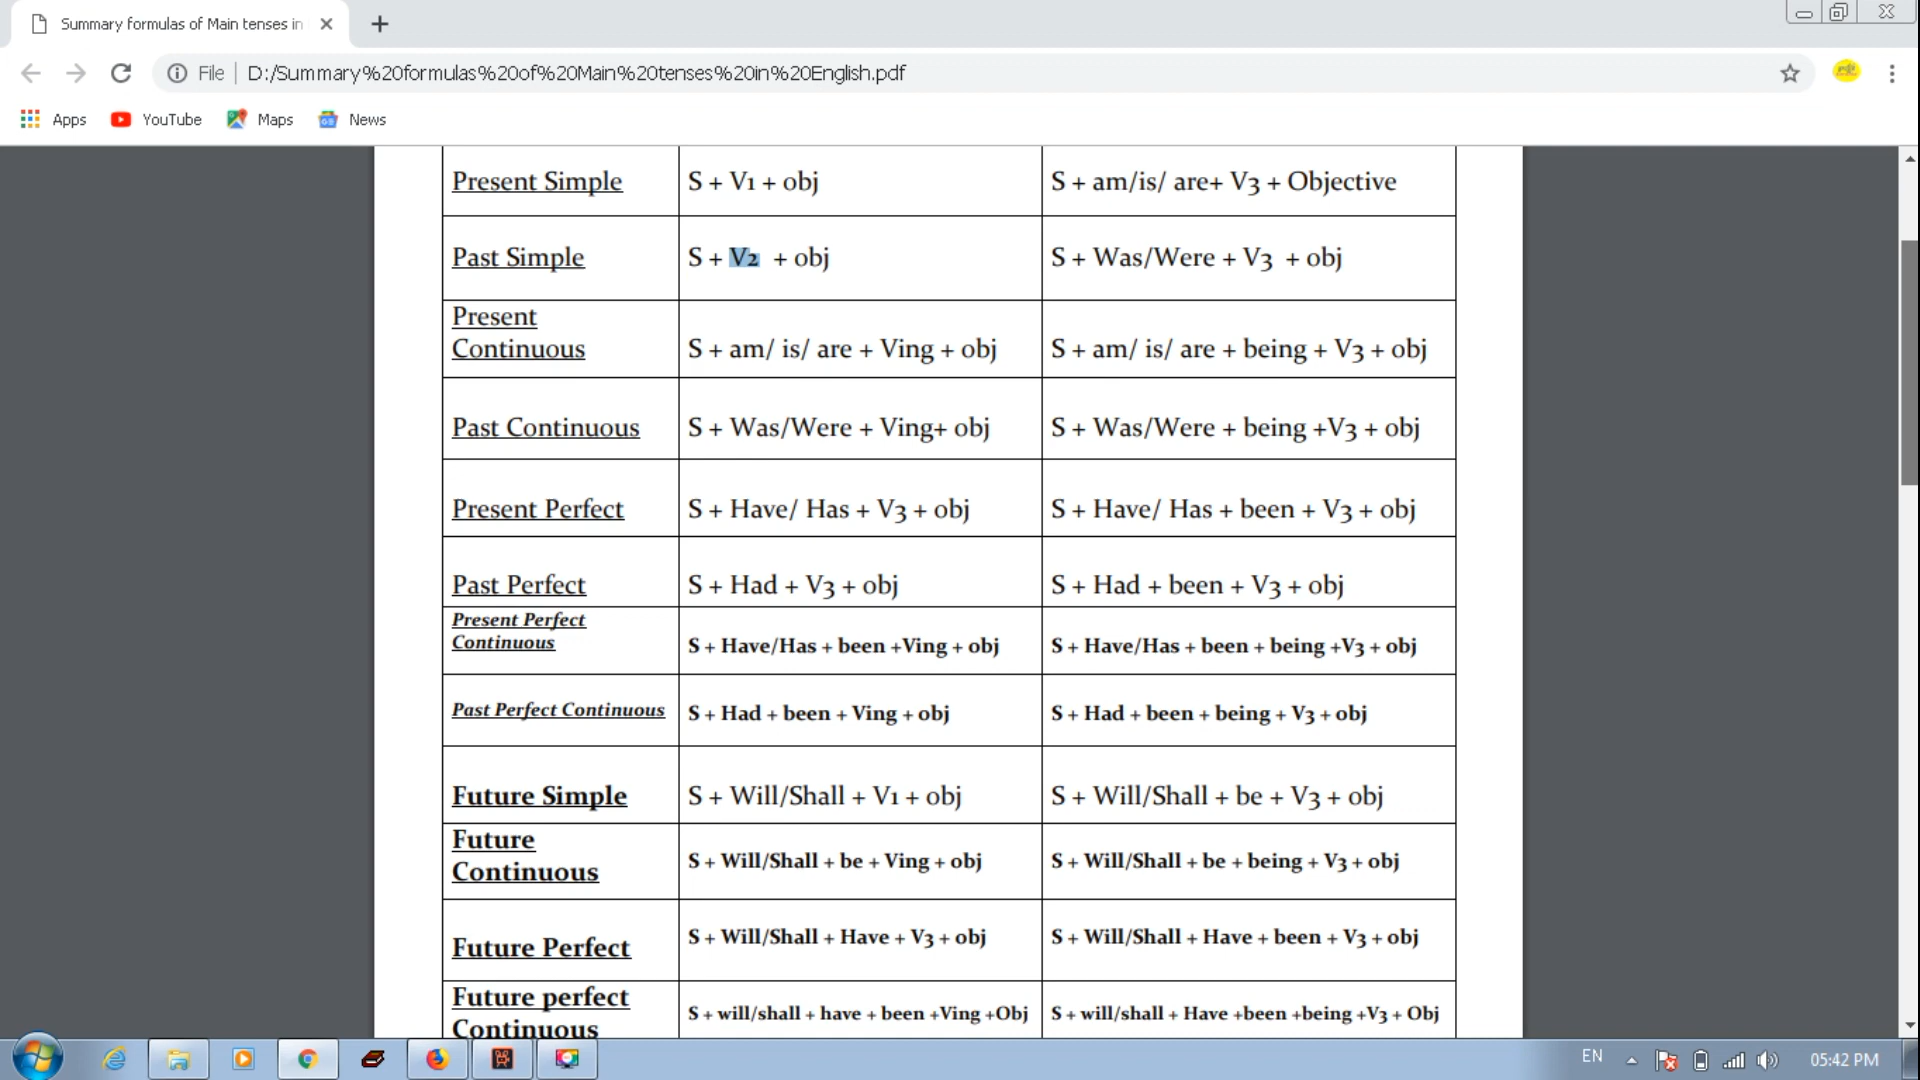 Summary formulas of Main tenses in
File
D:/Summary%20formulas%20of%20Main%20tenses%20in%20English.pdf
Apps
YouTube
Maps
News
Present Simple
S + V1 + obj
S + am/is/ are+ V3 + Objective
Past Simple
S + V2 + obj
S + Was/Were + V3 + obj
Present
Continuous
S + am/ is/ are + Ving + obj
S + am/ is/ are + being + V3 + obj
Past Continuous
S + Was/Were + Ving+ obj
S + Was/Were + being +V3 + obj
Present Perfect
S + Have/ Has + V3 + obj
S + Have/ Has + been + V3 + obj
Past Perfect
S + Had + V3 + obj
S + Had + been + V3 + obj
Present Perfect
Continuous
S + Have/Has + been +Ving + obj
S + Have/Has + been + being +V3 + obj
Past Perfect Continuous
S + Had + been + Ving + obj
S + Had + been + being + V3 + obj
Future Simple
S + Will/Shall + V1 + obj
S + Will/Shall + be + V3 + obj
Future
Continuous
S + Will/Shall + be + Ving + obj
S + Will/Shall + be + being + V3 + obj
Future Perfect
S + Will/Shall + Have + V3 + obj
S + Will/Shall + Have + been + V3 + obj
Future perfect
Continuous
S + will/shall + have + been +Ving +Obj
S + will/shall + Have +been +being +V3 + Obj
EN
05:42 PM